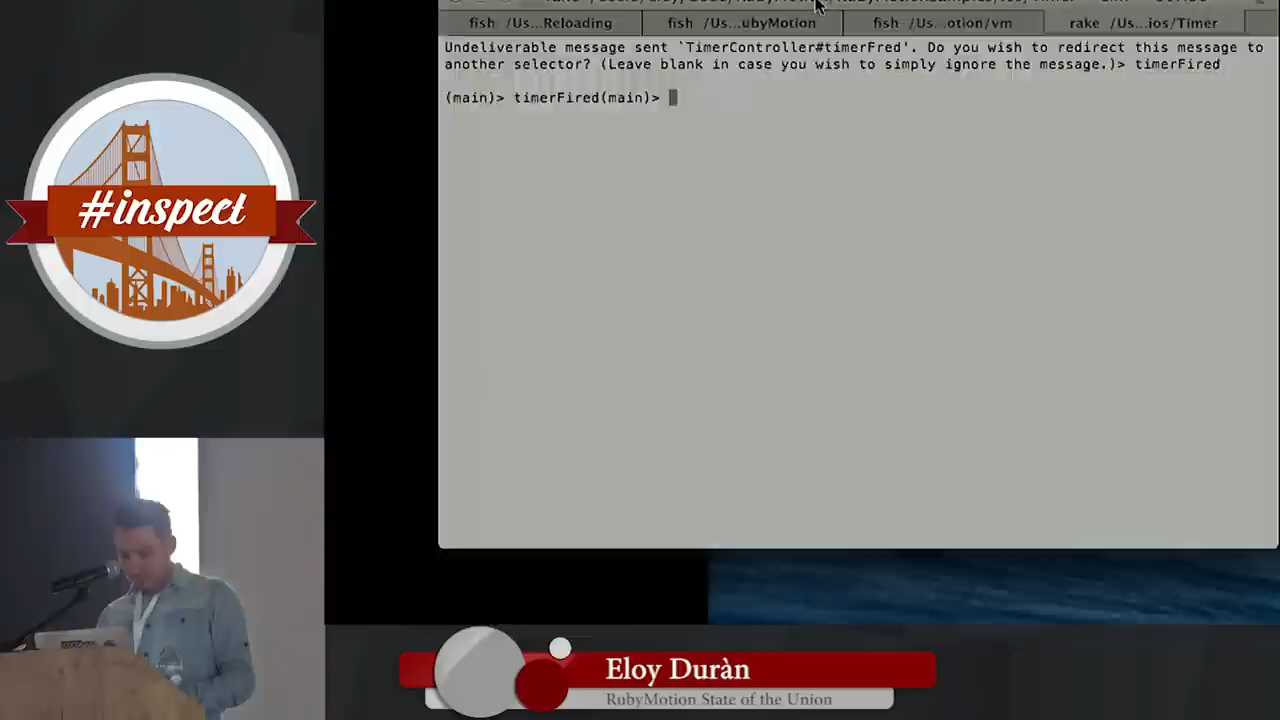 fish /Us...Reloading
fish /Us...ubyMotion
fish /Us...otion/vm
rake /Us...ios/Timer
Undeliverable message sent `TimerController#timerFred'. Do you wish to redirect this message to
another selector? (Leave blank in case you wish to simply ignore the message.)> timerFired
(main)> timerFired(main)>
#inspect
Eloy Duràn
RubyMotion State of the Union